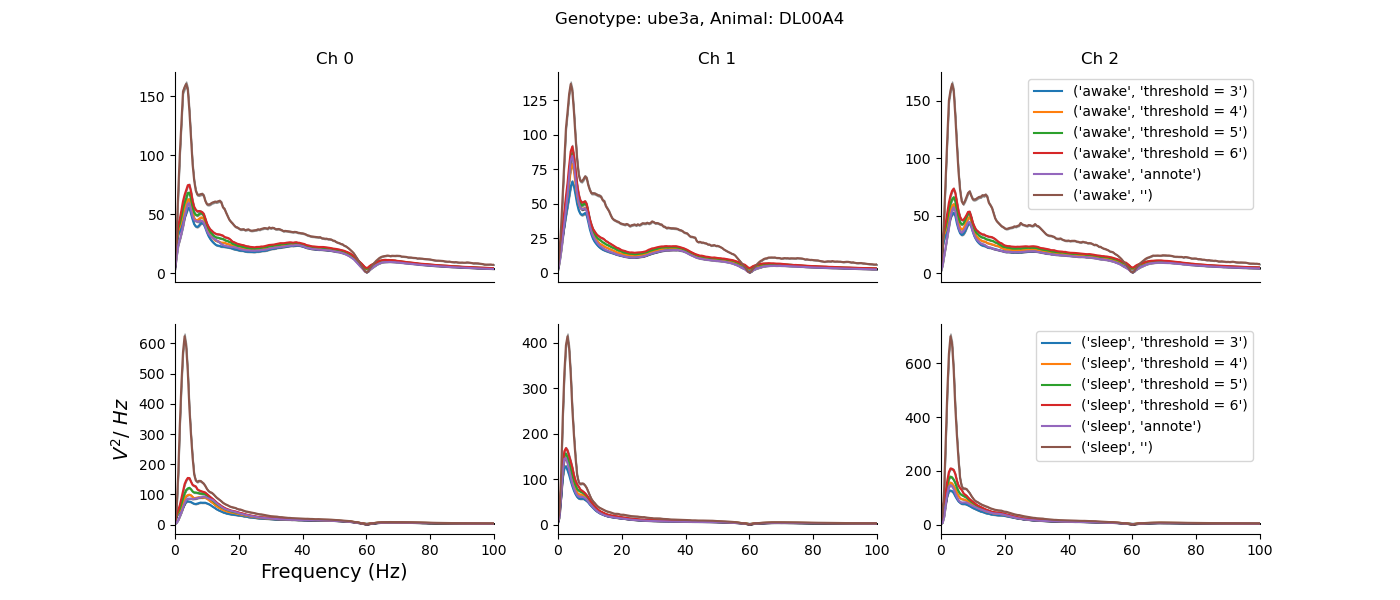 Genotype: ube3a, Animal: DL00A4
Ch 0
Ch 1
Ch 2
150
100
50
0
125
100
75
50
25
0
150
100
50
0
('awake', 'threshold = 3')
('awake', 'threshold = 4')
('awake', 'threshold = 5')
('awake', 'threshold = 6')
('awake', 'annote')
('awake', '')
V²/ Hz
600
500
400
300
200
100
0
400
300
200
100
0
600
400
200
0
('sleep', 'threshold = 3')
('sleep', 'threshold = 4')
('sleep', 'threshold = 5')
('sleep', 'threshold = 6')
('sleep', 'annote')
('sleep', '')
0 20 40 60 80 100
0 20 40 60 80 100
0 20 40 60 80 100
Frequency (Hz)